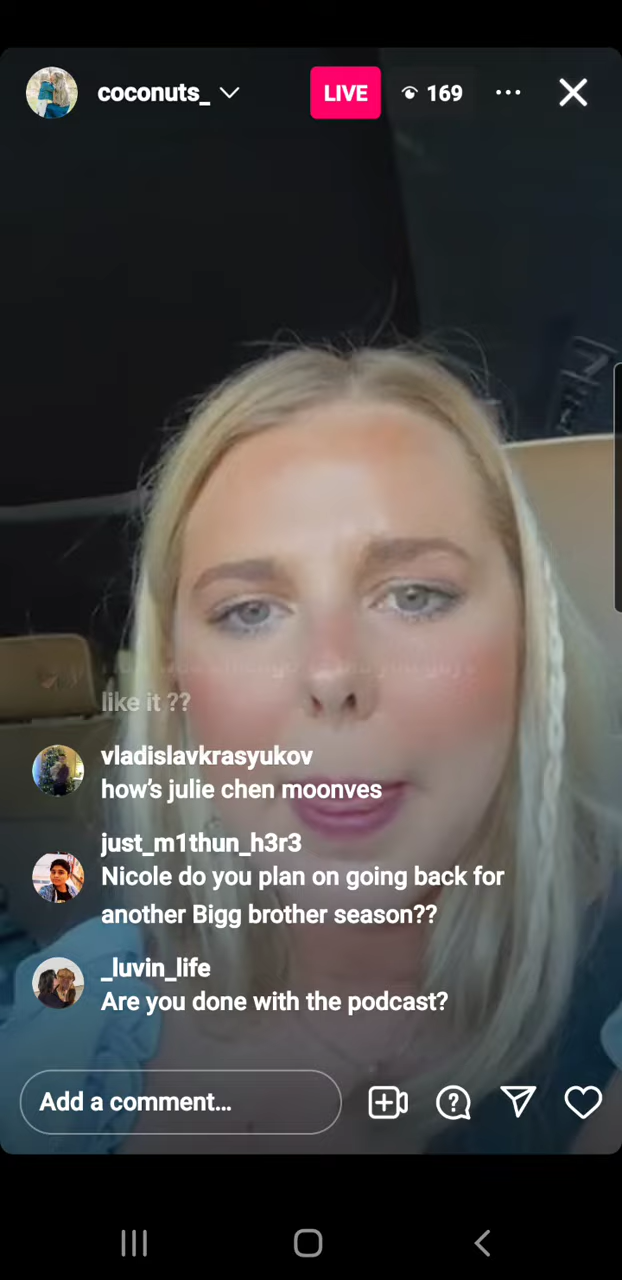 coconuts_
LIVE
169
like it ??
vladislavkrasyukov
how's julie chen moonves
just_m1thun_h3r3
Nicole do you plan on going back for
another Bigg brother season??
_luvin_life
Are you done with the podcast?
Add a comment...